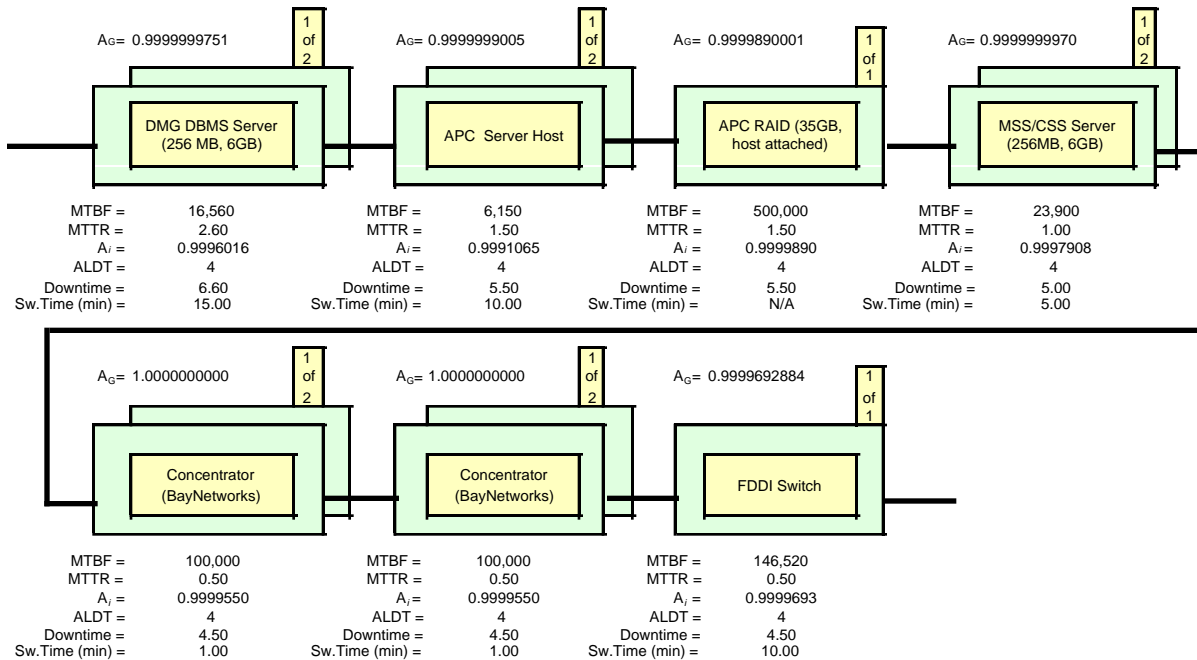 AG= 0.9999999751
1
of
2
DMG DBMS Server
(256 MB, 6GB)
MTBF = 16,560
MTTR = 2.60
Ai = 0.9996016
ALDT = 4
Downtime = 6.60
Sw.Time (min) = 15.00
AG= 0.9999999005
1
of
2
APC Server Host
MTBF = 6,150
MTTR = 1.50
Ai = 0.9991065
ALDT = 4
Downtime = 5.50
Sw.Time (min) = 10.00
AG= 0.9999890001
1
of
1
APC RAID (35GB,
host attached)
MTBF = 500,000
MTTR = 1.50
Ai = 0.9999890
ALDT = 4
Downtime = 5.50
Sw.Time (min) = N/A
AG= 0.9999999970
1
of
2
MSS/CSS Server
(256MB, 6GB)
MTBF = 23,900
MTTR = 1.00
Ai = 0.9997908
ALDT = 4
Downtime = 5.00
Sw.Time (min) = 5.00
AG= 1.0000000000
1
of
2
Concentrator
(BayNetworks)
MTBF = 100,000
MTTR = 0.50
Ai = 0.9999550
ALDT = 4
Downtime = 4.50
Sw.Time (min) = 1.00
AG= 1.0000000000
1
of
2
Concentrator
(BayNetworks)
MTBF = 100,000
MTTR = 0.50
Ai = 0.9999550
ALDT = 4
Downtime = 4.50
Sw.Time (min) = 1.00
AG= 0.9999692884
1
of
1
FDDI Switch
MTBF = 146,520
MTTR = 0.50
Ai = 0.9999693
ALDT = 4
Downtime = 4.50
Sw.Time (min) = 10.00